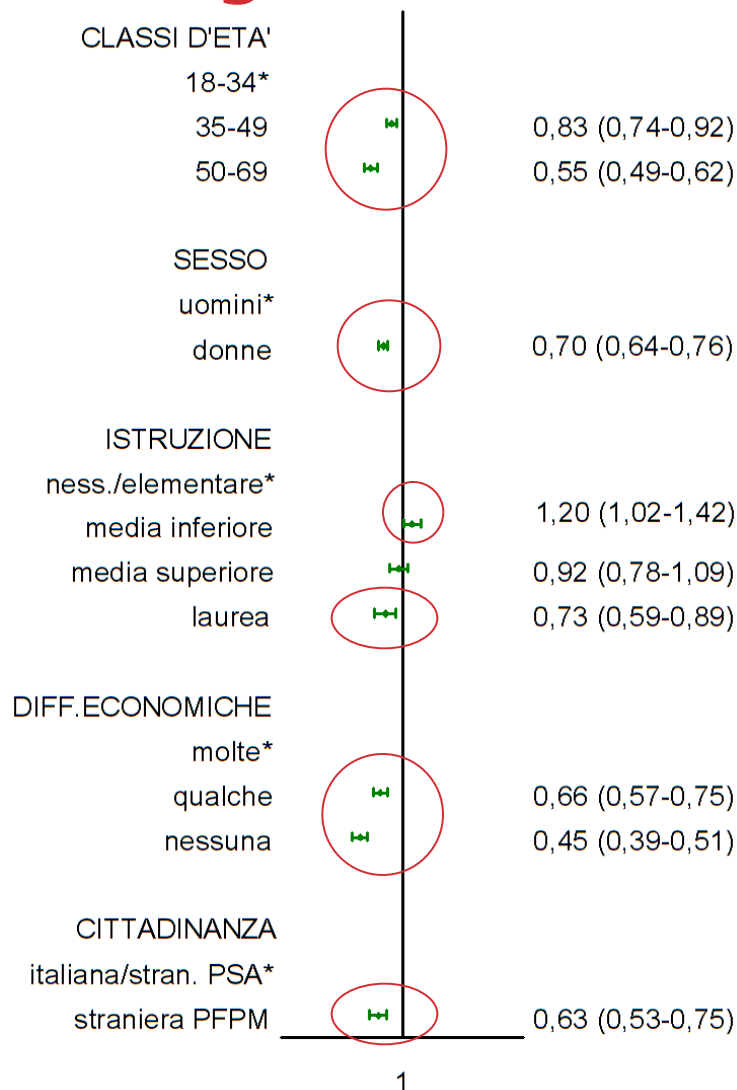 CLASSI D'ETA'
18-34*
35-49 0,83 (0,74-0,92)
50-69 0,55 (0,49-0,62)
SESSO
uomini*
donne 0,70 (0,64-0,76)
ISTRUZIONE
ness./elementare*
media inferiore 1,20 (1,02-1,42)
media superiore 0,92 (0,78-1,09)
laurea 0,73 (0,59-0,89)
DIFF.ECONOMICHE
molte*
qualche 0,66 (0,57-0,75)
nessuna 0,45 (0,39-0,51)
CITTADINANZA
italiana/stran. PSA*
straniera PFPM 0,63 (0,53-0,75)
1